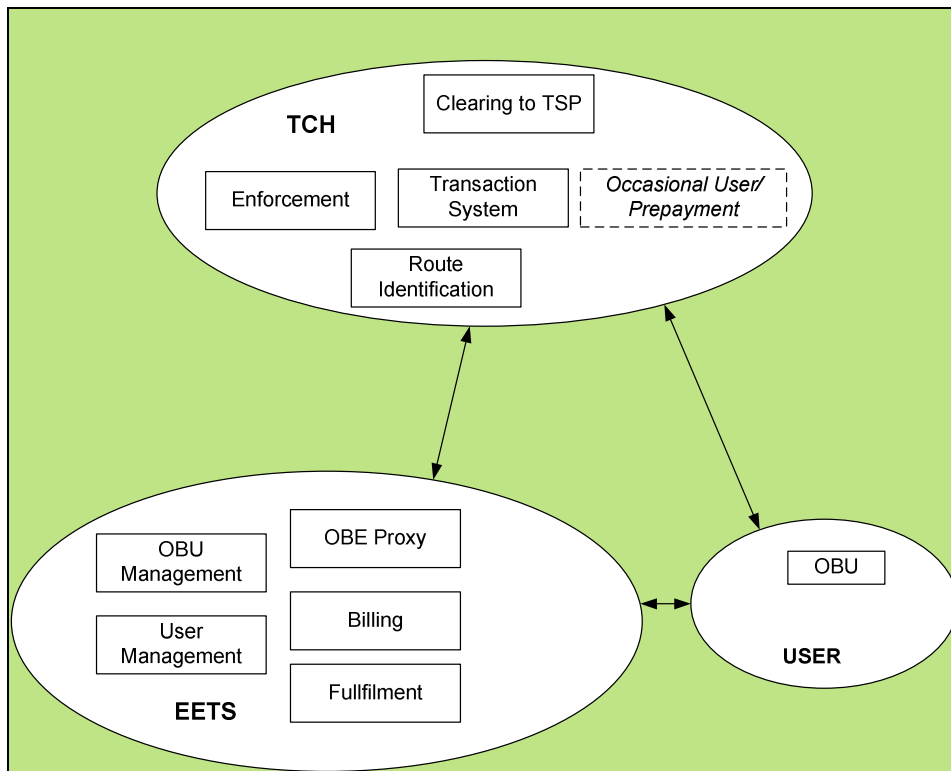 Clearing to TSP
TCH
Enforcement
Transaction
System
Occasional User/
Prepayment
Route
Identification
OBU
Management
OBE Proxy
User
Management
Billing
Fullfilment
EETS
OBU
USER